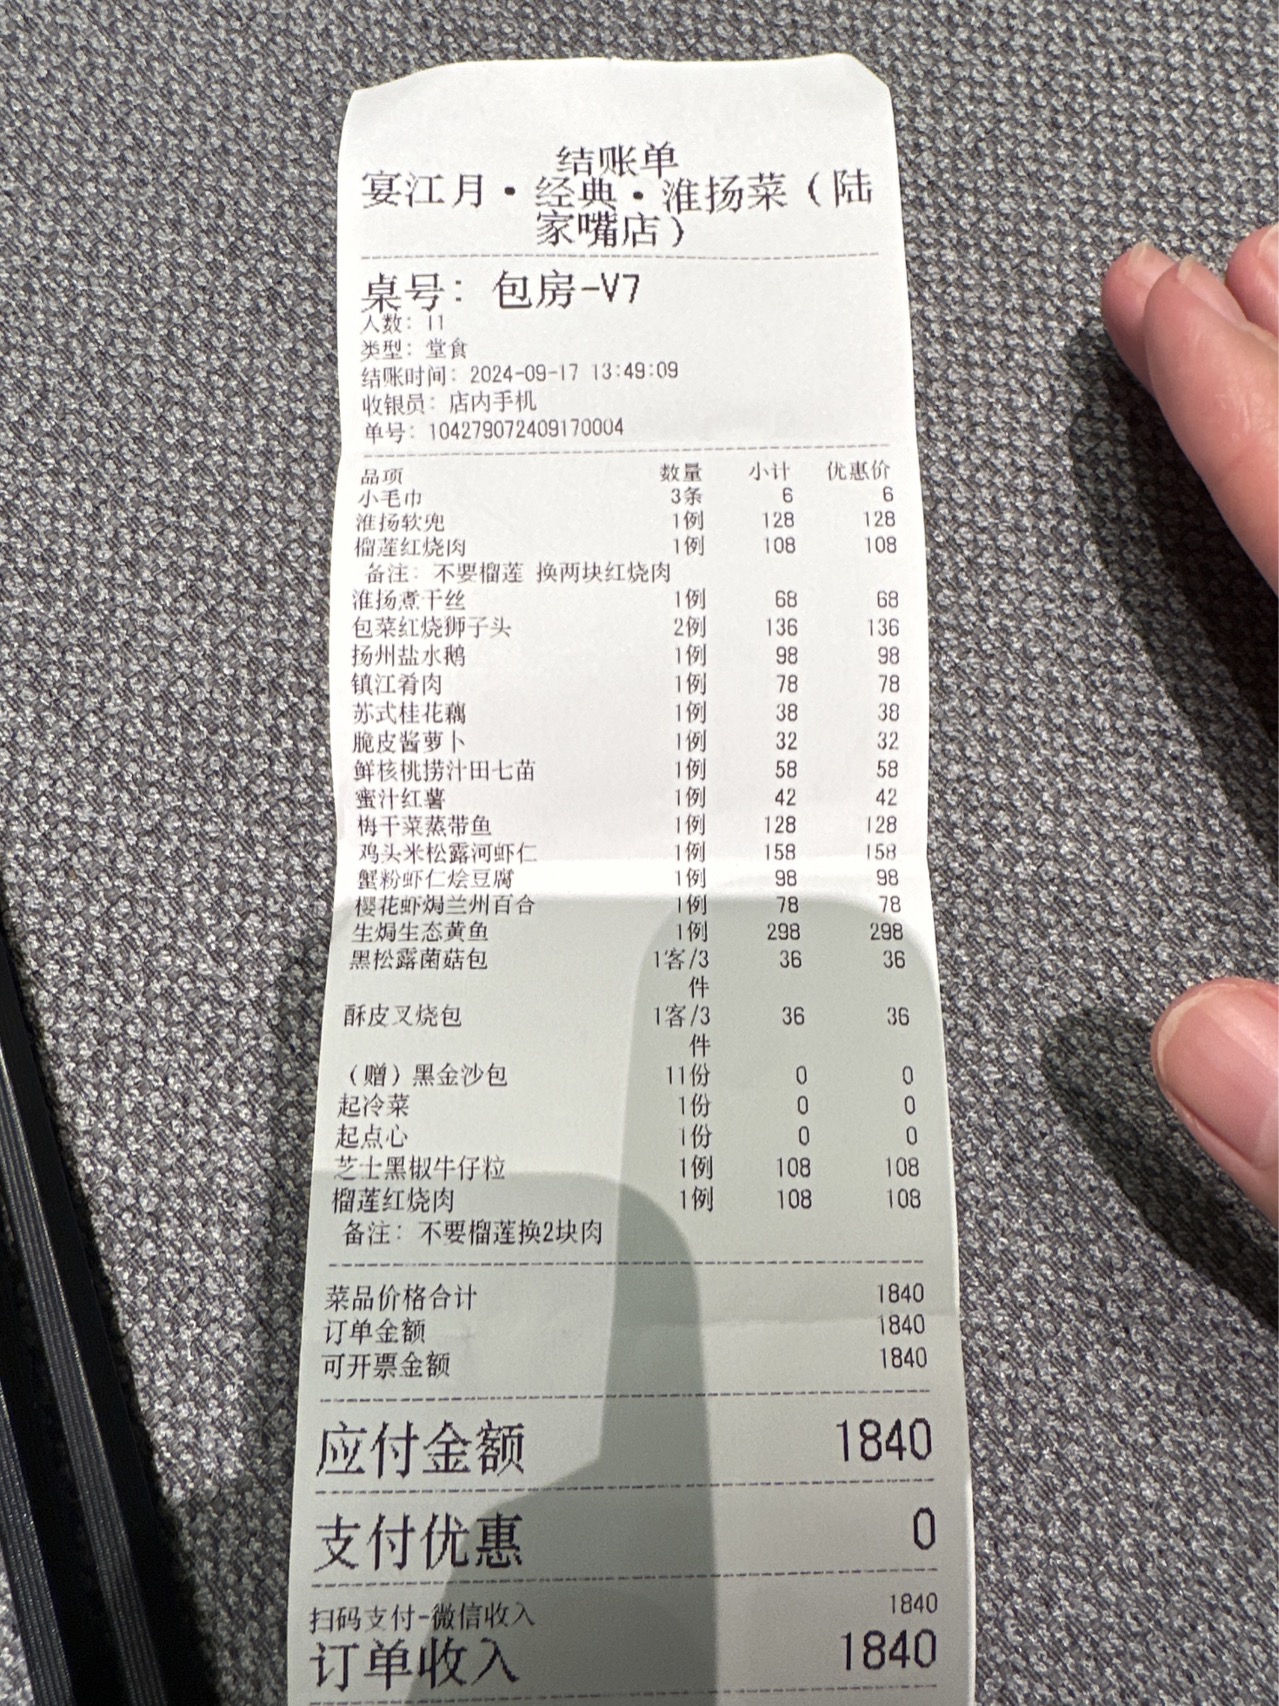 结账单
宴江月·经典·淮扬菜（陆
家嘴店）
桌号：包房-V7
人数：11
类型：堂食
结账时间：2024-09-17 13:49:09
收银员：店内手机
单号：104279072409170004
品项 数量 小计 优惠价
小毛巾 3条 6 6
淮扬软兜 1例 128 128
榴莲红烧肉 1例 108 108
备注：不要榴莲 换两块红烧肉
淮扬煮干丝 1例 68 68
包菜红烧狮子头 2例 136 136
扬州盐水鹅 1例 98 98
镇江肴肉 1例 78 78
苏式桂花藕 1例 38 38
脆皮酱萝卜 1例 32 32
鲜核桃捞汁田七苗 1例 58 58
蜜汁红薯 1例 42 42
梅干菜蒸带鱼 1例 128 128
鸡头米松露河虾仁 1例 158 158
蟹粉虾仁烩豆腐 1例 98 98
樱花虾焗兰州百合 1例 78 78
生焗生态黄鱼 1例 298 298
黑松露菌菇包 1客/3 36 36
件
酥皮叉烧包 1客/3 36 36
件
（赠）黑金沙包 11份 0 0
起冷菜 1份 0 0
起点心 1份 0 0
芝士黑椒牛仔粒 1例 108 108
榴莲红烧肉 1例 108 108
备注：不要榴莲换2块肉
菜品价格合计 1840
订单金额 1840
可开票金额 1840
应付金额 1840
支付优惠 0
扫码支付-微信收入 1840
订单收入 1840